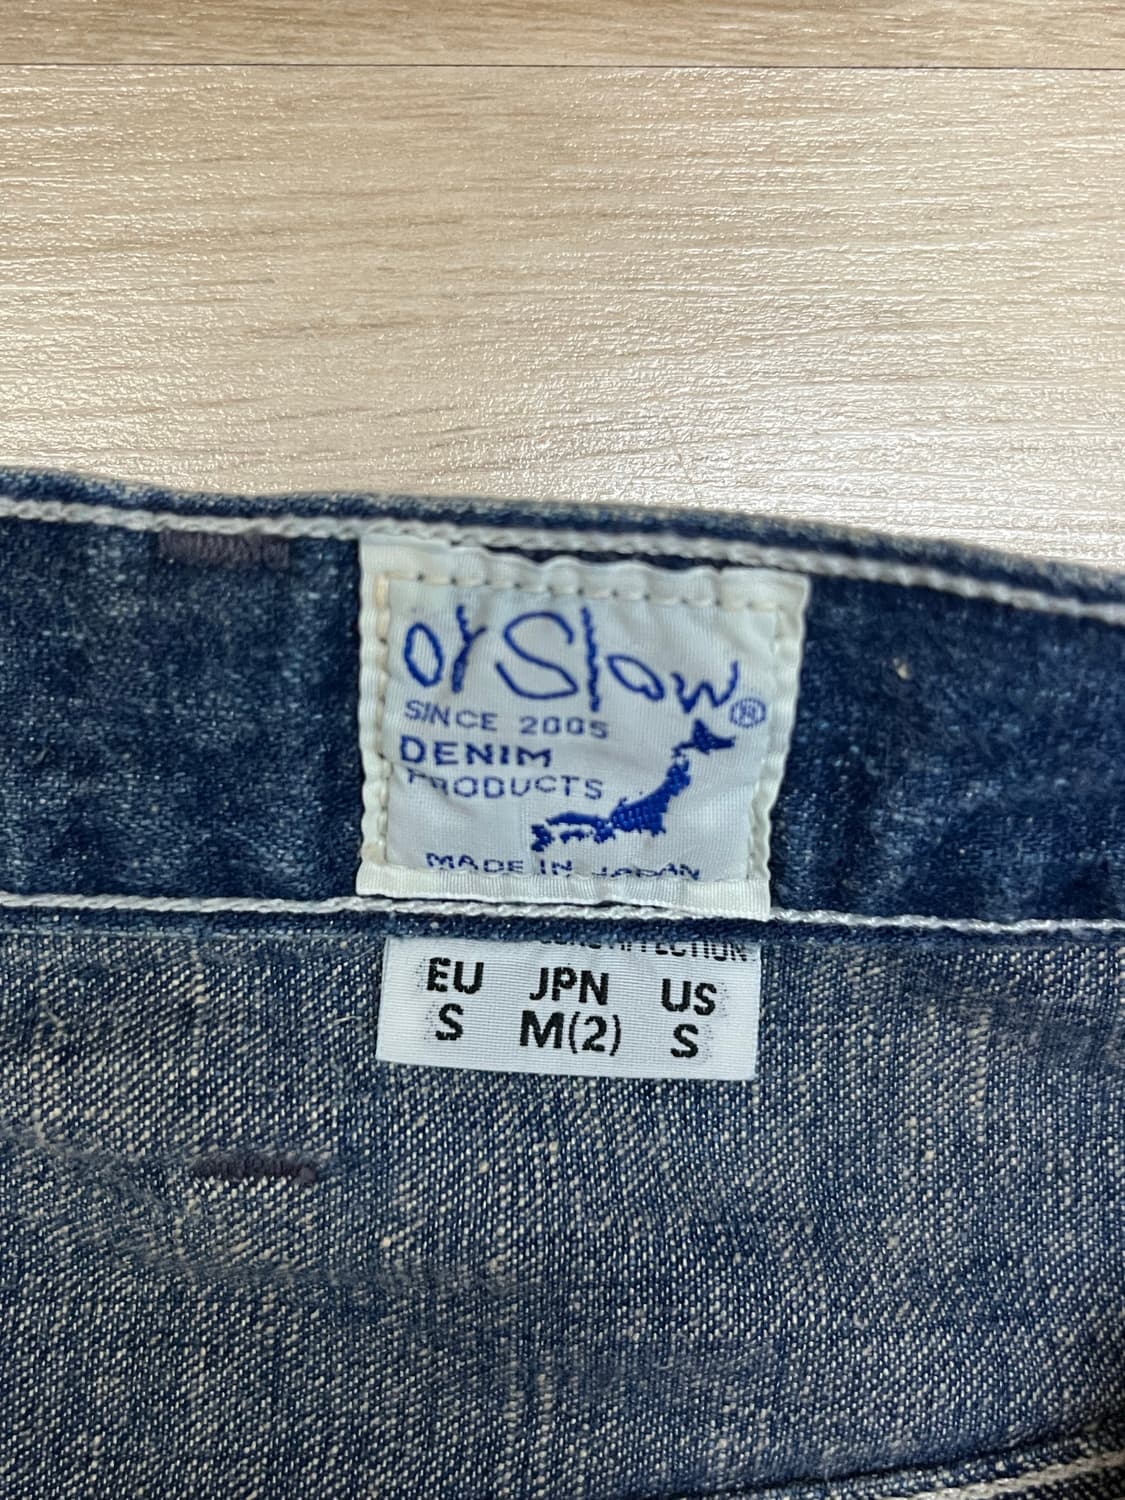 orSlow®
SINCE 2005
DENIM
PRODUCTS
MADE IN JAPAN
EU JPN US
S M(2) S